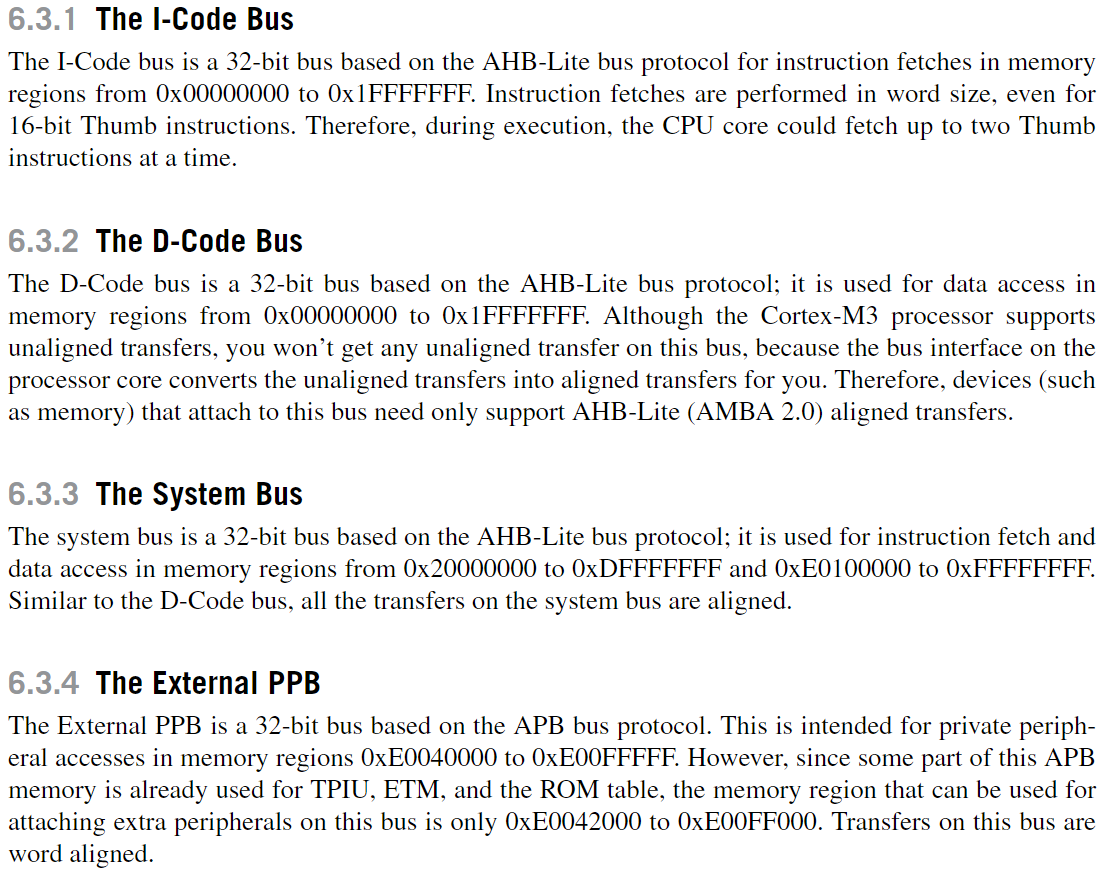 6.3.1 The I-Code Bus
The I-Code bus is a 32-bit bus based on the AHB-Lite bus protocol for instruction fetches in memory
regions from 0x00000000 to 0x1FFFFFFF. Instruction fetches are performed in word size, even for
16-bit Thumb instructions. Therefore, during execution, the CPU core could fetch up to two Thumb
instructions at a time.
6.3.2 The D-Code Bus
The D-Code bus is a 32-bit bus based on the AHB-Lite bus protocol; it is used for data access in
memory regions from 0x00000000 to 0x1FFFFFFF. Although the Cortex-M3 processor supports
unaligned transfers, you won’t get any unaligned transfer on this bus, because the bus interface on the
processor core converts the unaligned transfers into aligned transfers for you. Therefore, devices (such
as memory) that attach to this bus need only support AHB-Lite (AMBA 2.0) aligned transfers.
6.3.3 The System Bus
The system bus is a 32-bit bus based on the AHB-Lite bus protocol; it is used for instruction fetch and
data access in memory regions from 0x20000000 to 0xDFFFFFFF and 0xE0100000 to 0xFFFFFFFF.
Similar to the D-Code bus, all the transfers on the system bus are aligned.
6.3.4 The External PPB
The External PPB is a 32-bit bus based on the APB bus protocol. This is intended for private periph-
eral accesses in memory regions 0xE0040000 to 0xE00FFFFF. However, since some part of this APB
memory is already used for TPIU, ETM, and the ROM table, the memory region that can be used for
attaching extra peripherals on this bus is only 0xE0042000 to 0xE00FF000. Transfers on this bus are
word aligned.